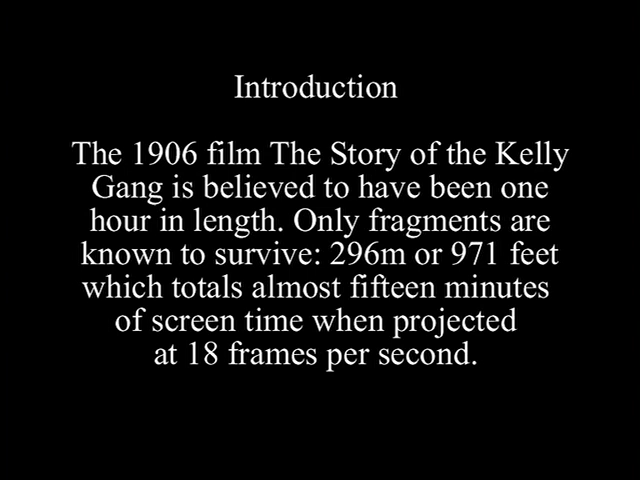 Introduction
The 1906 film The Story of the Kelly
Gang is believed to have been one
hour in length. Only fragments are
known to survive: 296m or 971 feet
which totals almost fifteen minutes
of screen time when projected
at 18 frames per second.